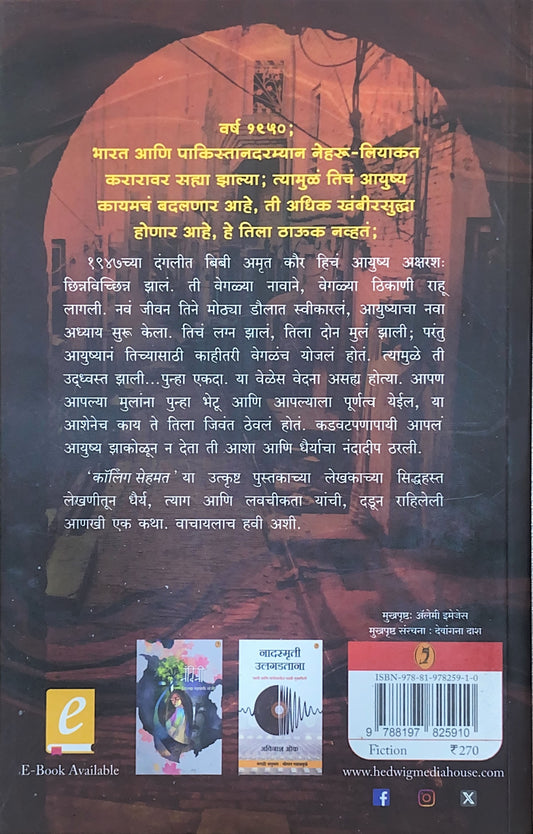 वर्ष १९५०;
भारत आणि पाकिस्तानदरम्यान नेहरू-लियाकत
करारावर सह्या झाल्या; त्यामुळं तिचं आयुष्य
कायमचं बदलणार आहे, ती अधिक खंबीरसुद्धा
होणार आहे, हे तिला ठाऊक नव्हतं;
१९४७च्या दंगलीत बिबी अमृत कौर हिचं आयुष्य अक्षरशः
छिन्नविच्छिन्न झालं. ती वेगळ्या नावाने, वेगळ्या ठिकाणी राहू
लागली. नवं जीवन तिने मोठ्या डौलात स्वीकारलं, आयुष्याचा नवा
अध्याय सुरू केला. तिचं लग्न झालं, तिला दोन मुलं झाली; परंतु
आयुष्यानं तिच्यासाठी काहीतरी वेगळंच योजलं होतं. त्यामुळे ती
उद्ध्वस्त झाली...पुन्हा एकदा. या वेळेस वेदना असह्य होत्या. आपण
आपल्या मुलांना पुन्हा भेटू आणि आपल्याला पूर्णत्व येईल, या
आशेनेच काय ते तिला जिवंत ठेवलं होतं. कडवटपणापायी आपलं
आयुष्य झाकोळून न देता ती आशा आणि धैर्याचा नंदादीप ठरली.
'कॉलिंग सेहमत' या उत्कृष्ट पुस्तकाच्या लेखकाच्या सिद्धहस्त
लेखणीतून धैर्य, त्याग आणि लवचीकता यांची, दडून राहिलेली
आणखी एक कथा. वाचायलाच हवी अशी.
मुखपृष्ठ: ॲलेमी इमेजेस
मुखपृष्ठ संरचना : देवांगना दाश
नादस्मृती
उलगडताना
अविनाश ओक
e
E-Book Available
ISBN-978-81-978259-1-0
9 788197 825910
Fiction ₹270
www.hedwigmediahouse.com
f X